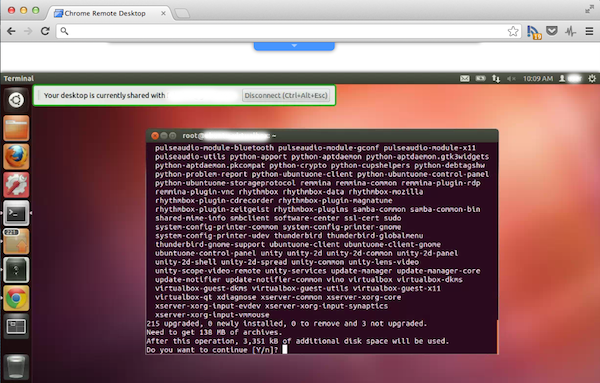 Chrome Remote Desktop
Terminal
10:09 AM
Your desktop is currently shared with
Disconnect (Ctrl+Alt+Esc)
root@ ~
pulseaudio-module-bluetooth pulseaudio-module-gconf pulseaudio-module-x11
pulseaudio-utils python-apport python-aptdaemon python-aptdaemon.gtk3widgets
python-aptdaemon.pkcompat python-crypto python-cupshelpers python-debtagshw
python-problem-report python-ubuntuone-client python-ubuntuone-control-panel
python-ubuntuone-storageprotocol remmina remmina-common remmina-plugin-rdp
remmina-plugin-vnc rhythmbox rhythmbox-data rhythmbox-mozilla
rhythmbox-plugin-cdrecorder rhythmbox-plugin-magnatune
rhythmbox-plugin-zeitgeist rhythmbox-plugins samba-common samba-common-bin
shared-mime-info smbclient software-center ssl-cert sudo
system-config-printer-common system-config-printer-gnome
system-config-printer-udev thunderbird thunderbird-globalmenu
thunderbird-gnome-support ubuntuone-client ubuntuone-client-gnome
ubuntuone-control-panel unity unity-2d unity-2d-common unity-2d-panel
unity-2d-shell unity-2d-spread unity-common unity-lens-video
unity-scope-video-remote unity-services update-manager update-manager-core
update-notifier update-notifier-common vino virtualbox virtualbox-dkms
virtualbox-guest-dkms virtualbox-guest-utils virtualbox-guest-x11
virtualbox-qt xdiagnose xserver-common xserver-xorg-core
xserver-xorg-input-evdev xserver-xorg-input-synaptics
xserver-xorg-input-vmmouse
215 upgraded, 0 newly installed, 0 to remove and 3 not upgraded.
Need to get 138 MB of archives.
After this operation, 3,351 kB of additional disk space will be used.
Do you want to continue [Y/n]?